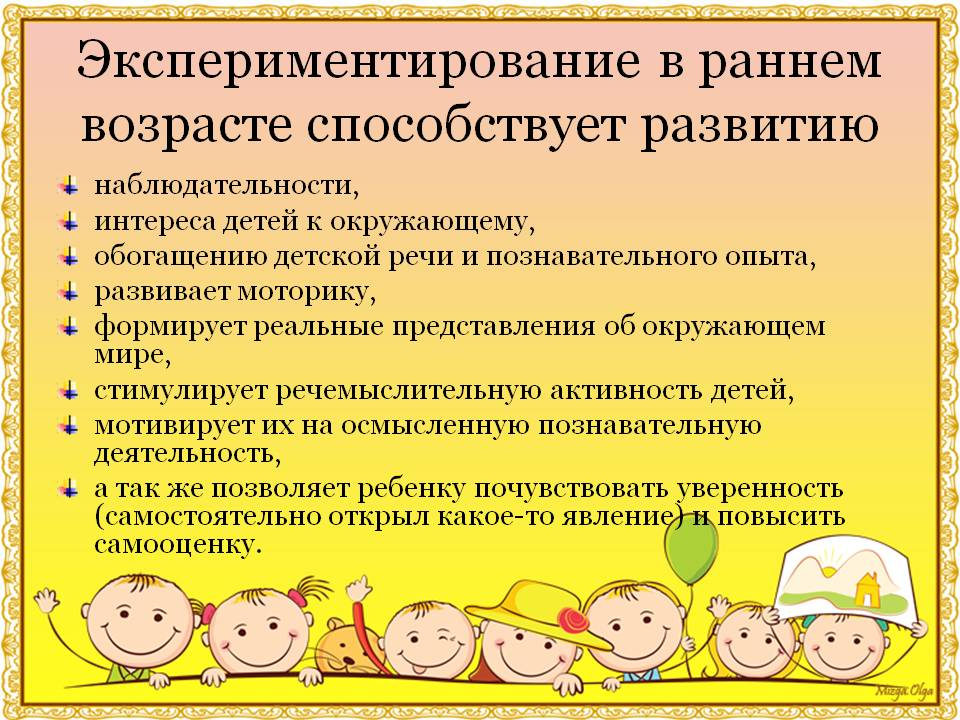 Экспериментирование в раннем
возрасте способствует развитию
наблюдательности,
интереса детей к окружающему,
обогащению детской речи и познавательного опыта,
развивает моторику,
формирует реальные представления об окружающем
мире,
стимулирует речемыслительную активность детей,
мотивирует их на осмысленную познавательную
деятельность,
а так же позволяет ребенку почувствовать уверенность
(самостоятельно открыл какое-то явление) и повысить
самооценку.
Mizga Olga